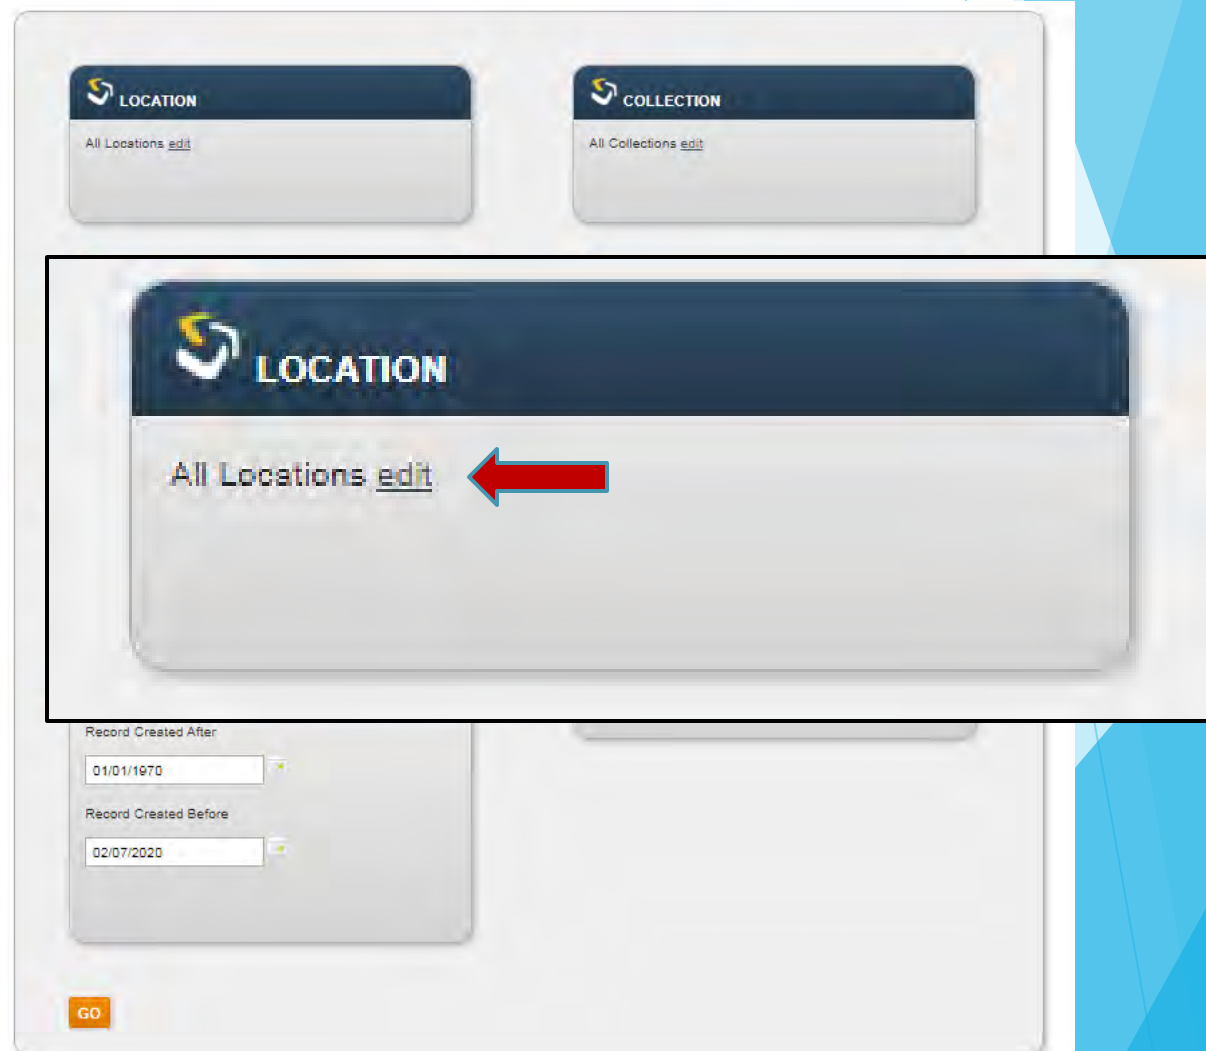 LOCATION
All Locations edit
COLLECTION
All Collections edit
LOCATION
All Locations edit
Record Created After
01/01/1970
Record Created Before
02/07/2020
GO